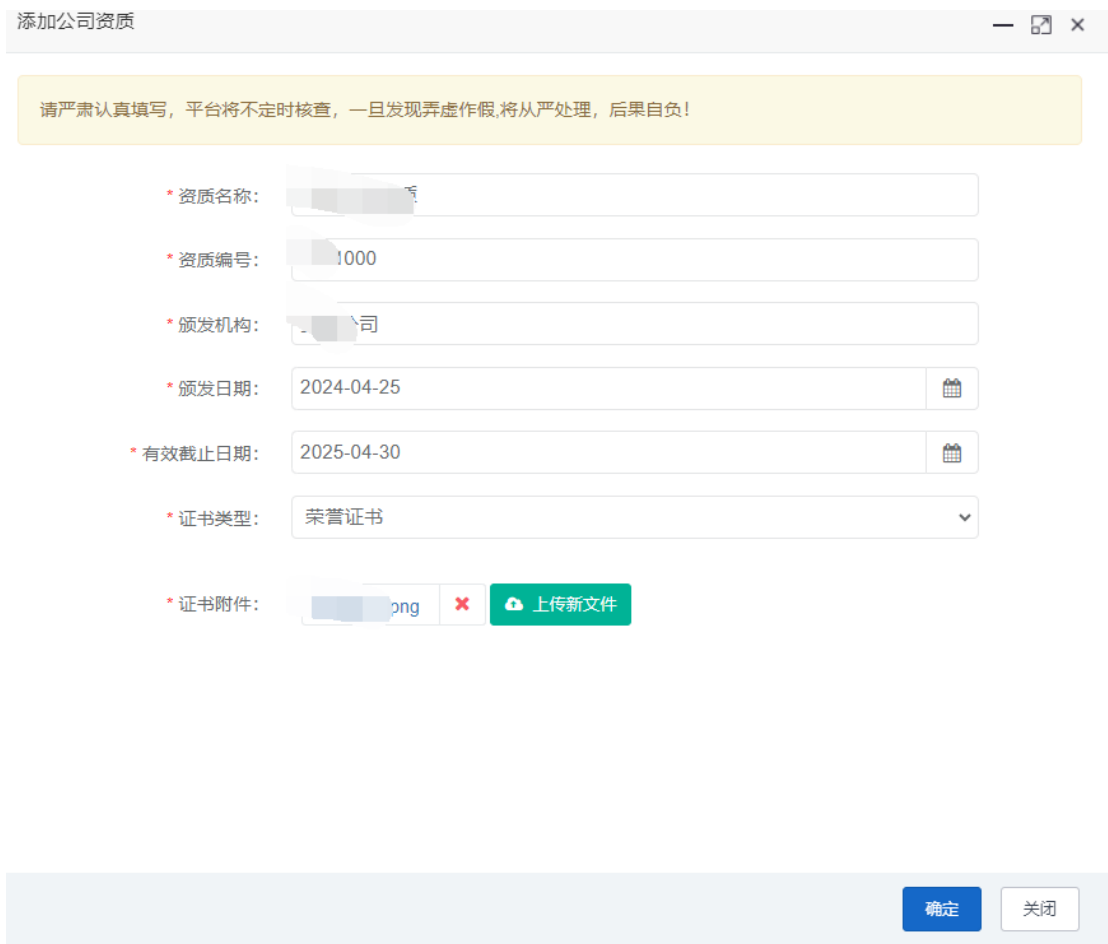 添加公司资质
请严肃认真填写，平台将不定时核查，一旦发现弄虚作假,将从严处理，后果自负！
* 资质名称：
* 资质编号： 000
* 颁发机构： 公司
* 颁发日期： 2024-04-25
* 有效截止日期： 2025-04-30
* 证书类型： 荣誉证书
* 证书附件： png 上传新文件
确定 关闭